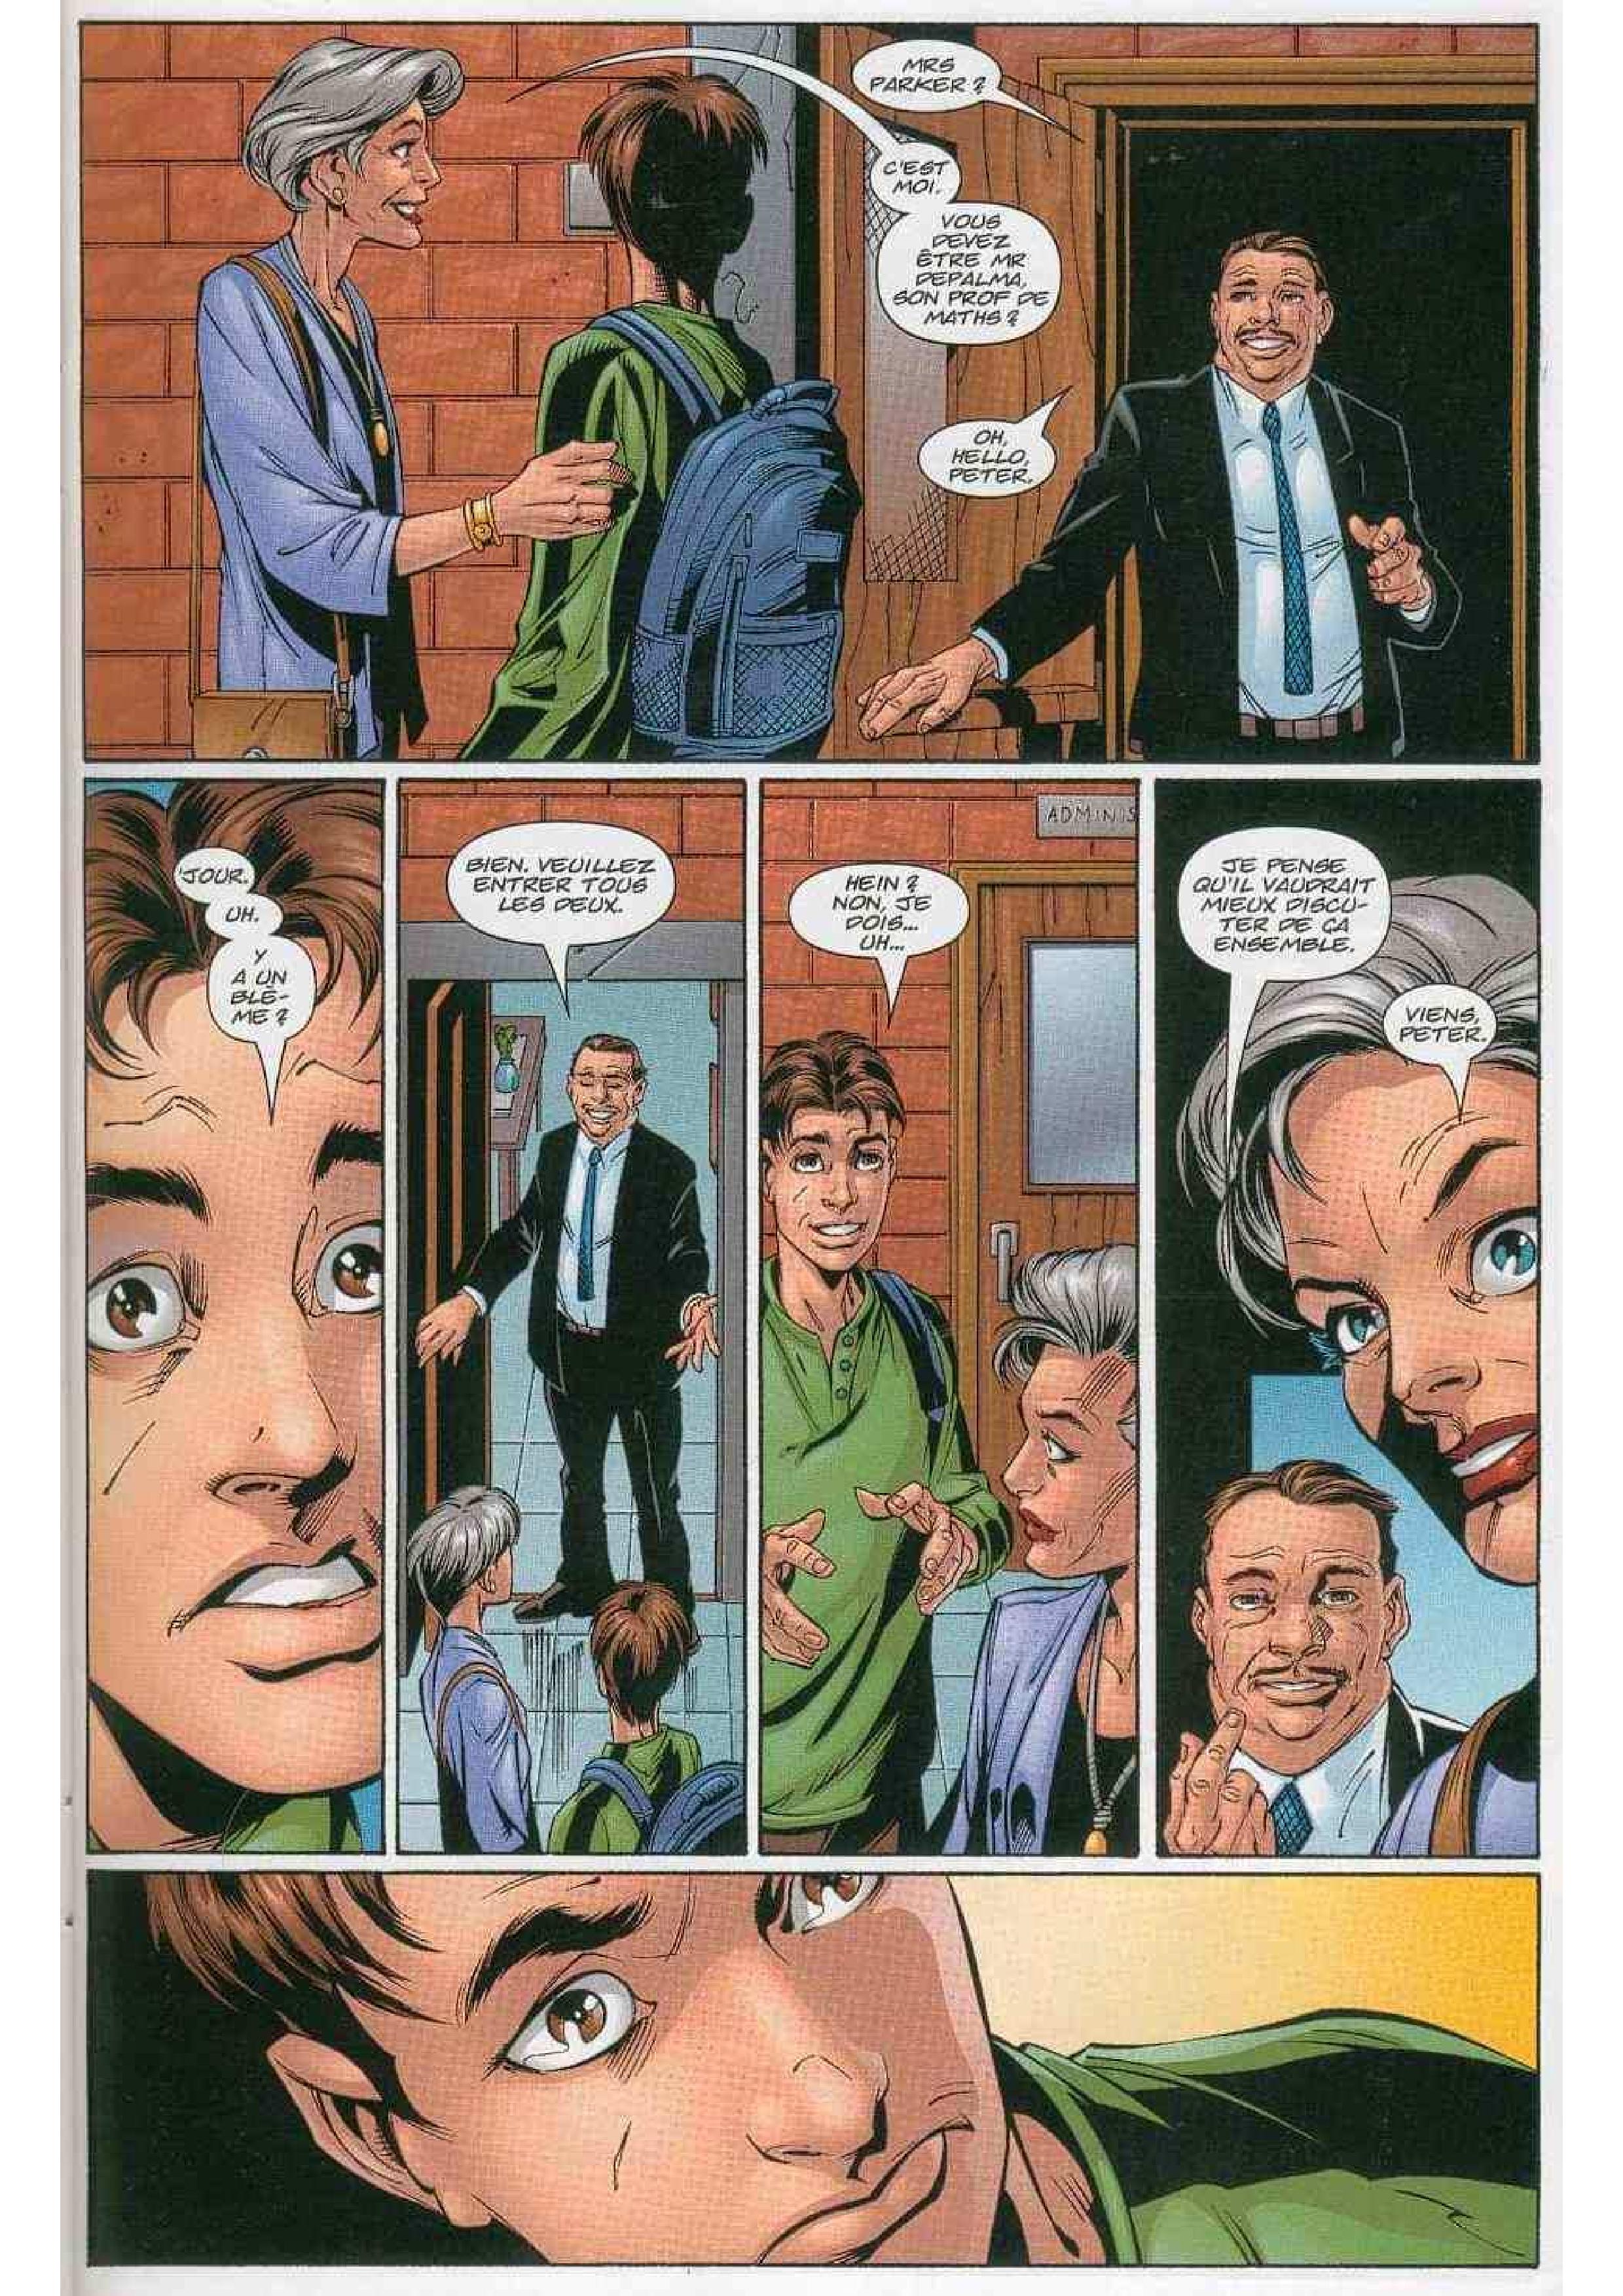 MRS
PARKER ?
C'EST
MOI.
VOUS
DEVEZ
ÊTRE MR
DEPALMA,
SON PROF DE
MATHS ?
OH,
HELLO,
PETER.
'JOUR.
UH.
Y
A UN
BLÈ-
ME ?
BIEN. VEUILLEZ
ENTRER TOUS
LES DEUX.
ADMINIS
HEIN ?
NON, JE
DOIS...
UH...
JE PENSE
QU'IL VAUDRAIT
MIEUX DISCU-
TER DE ÇA
ENSEMBLE.
VIENS,
PETER.